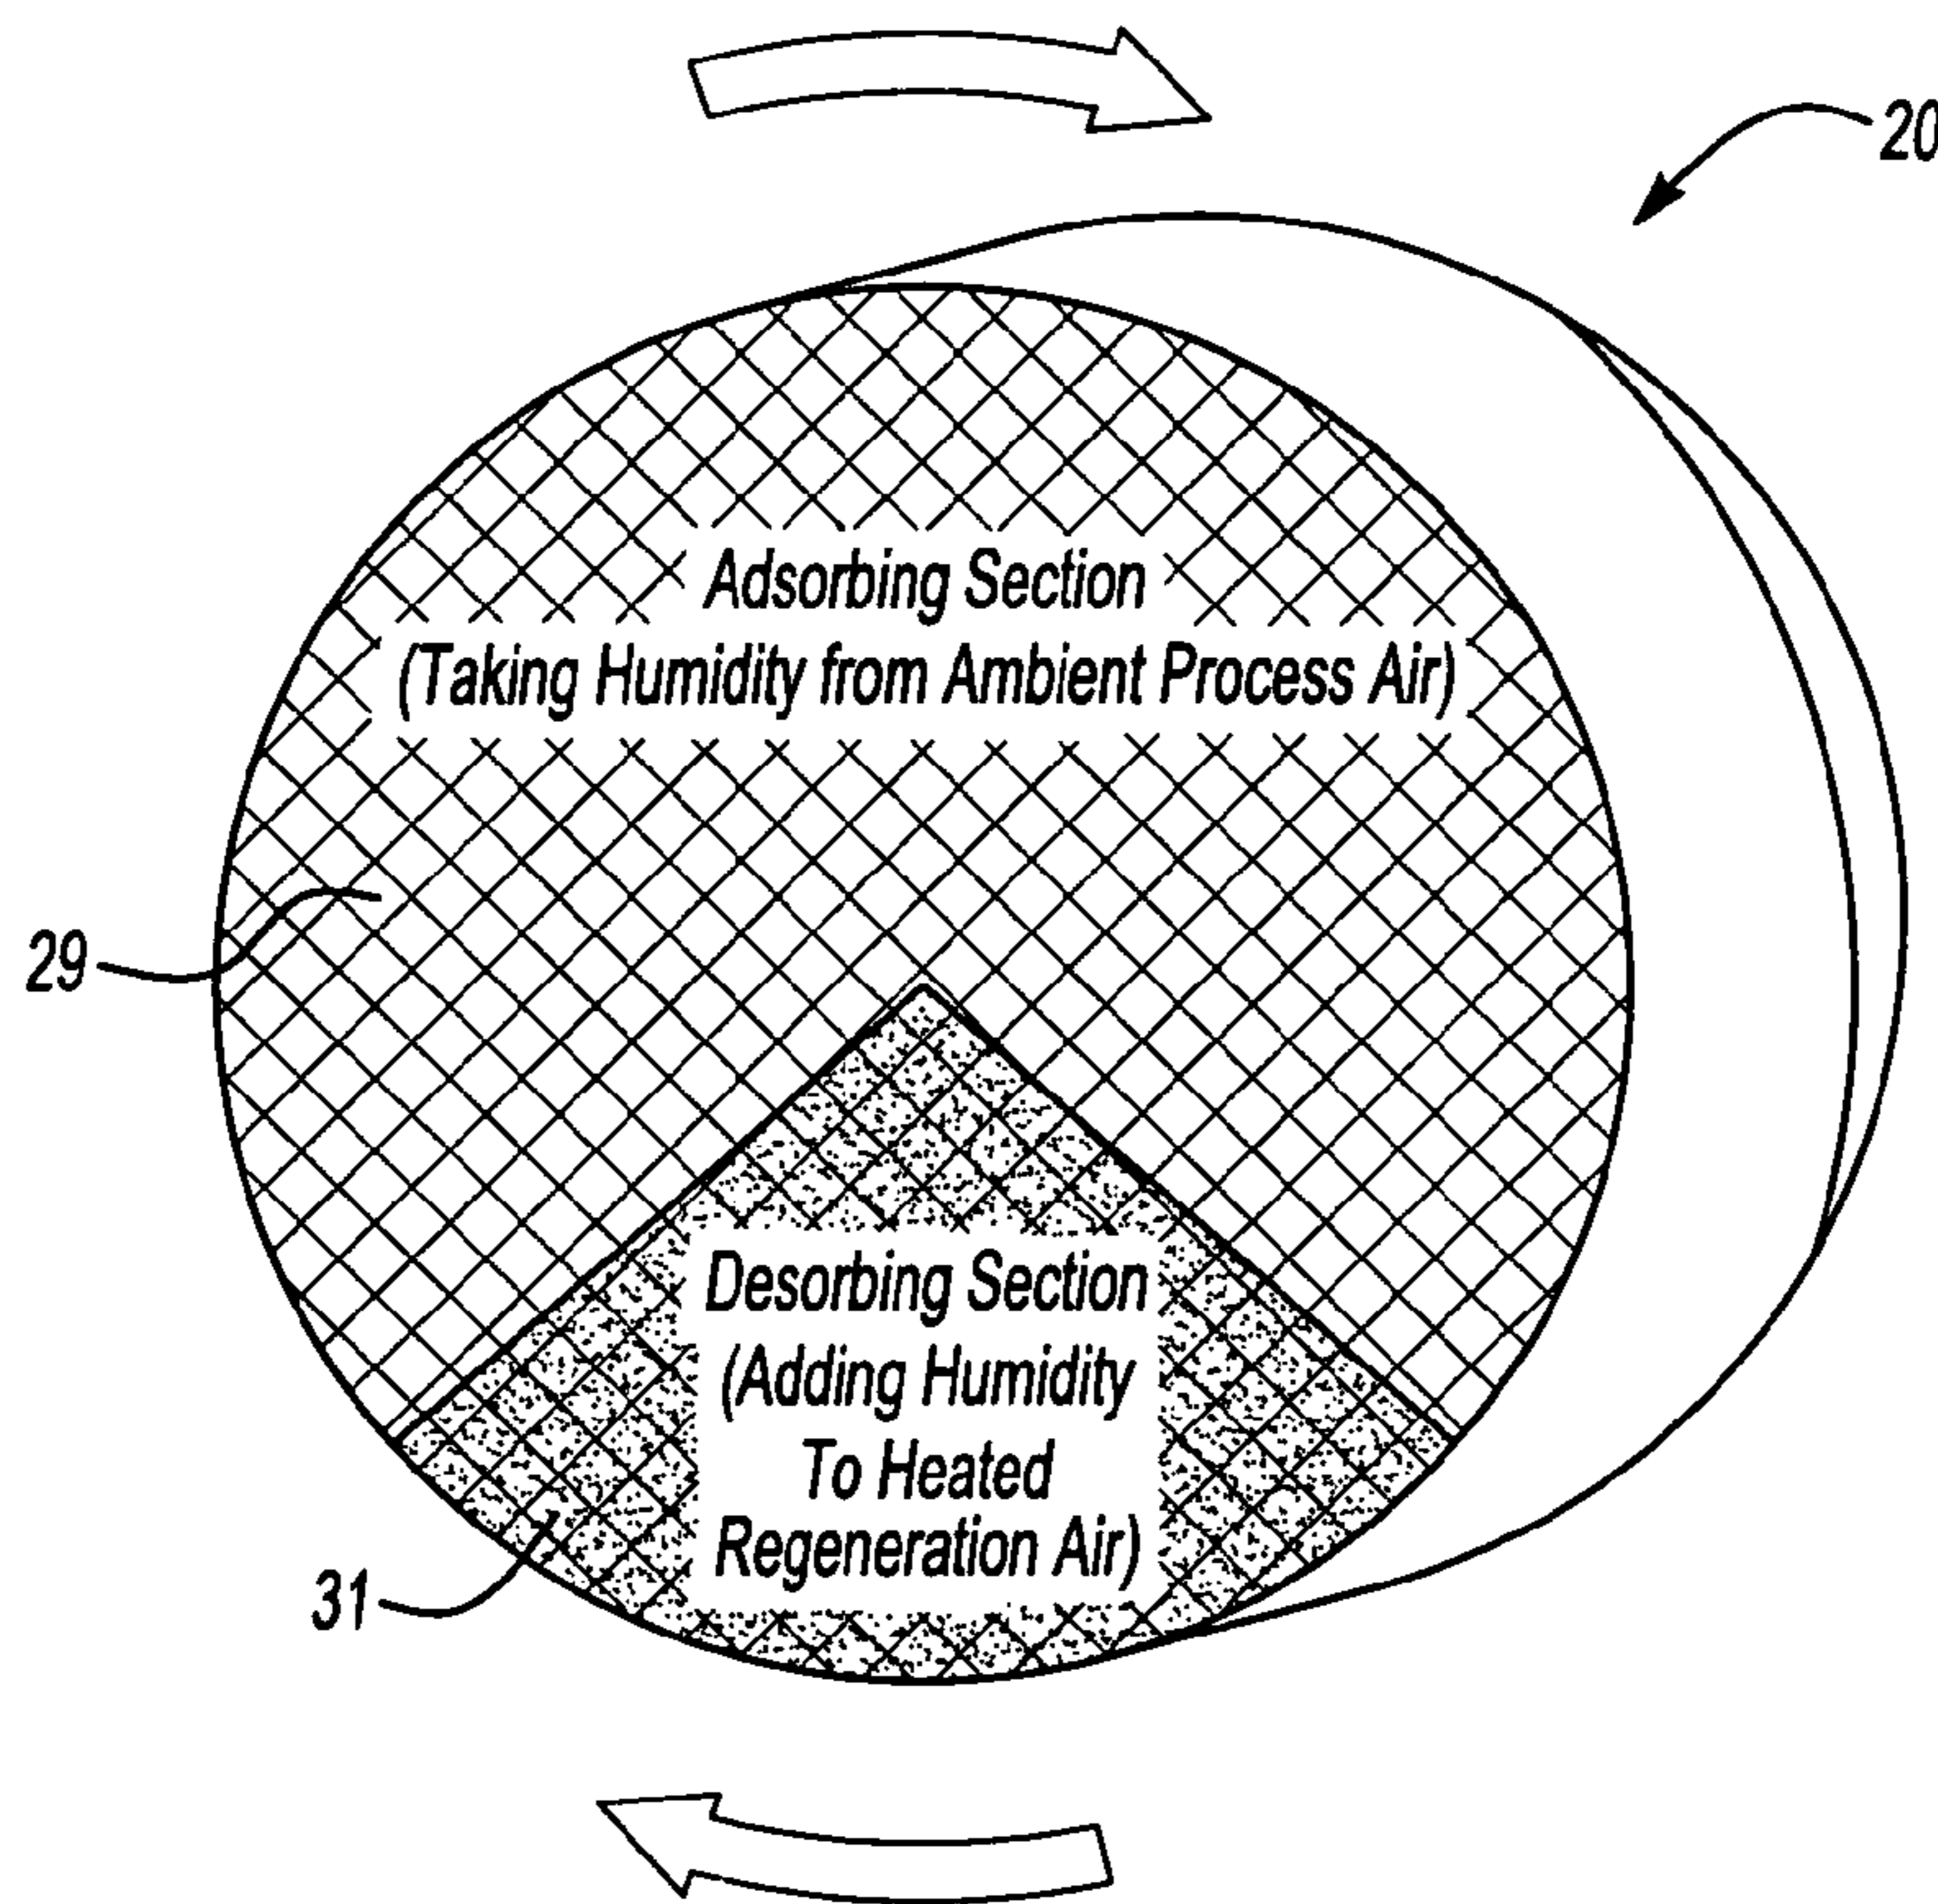 20
Adsorbing Section
(Taking Humidity from Ambient Process Air)
29
Desorbing Section
(Adding Humidity
To Heated
Regeneration Air)
31